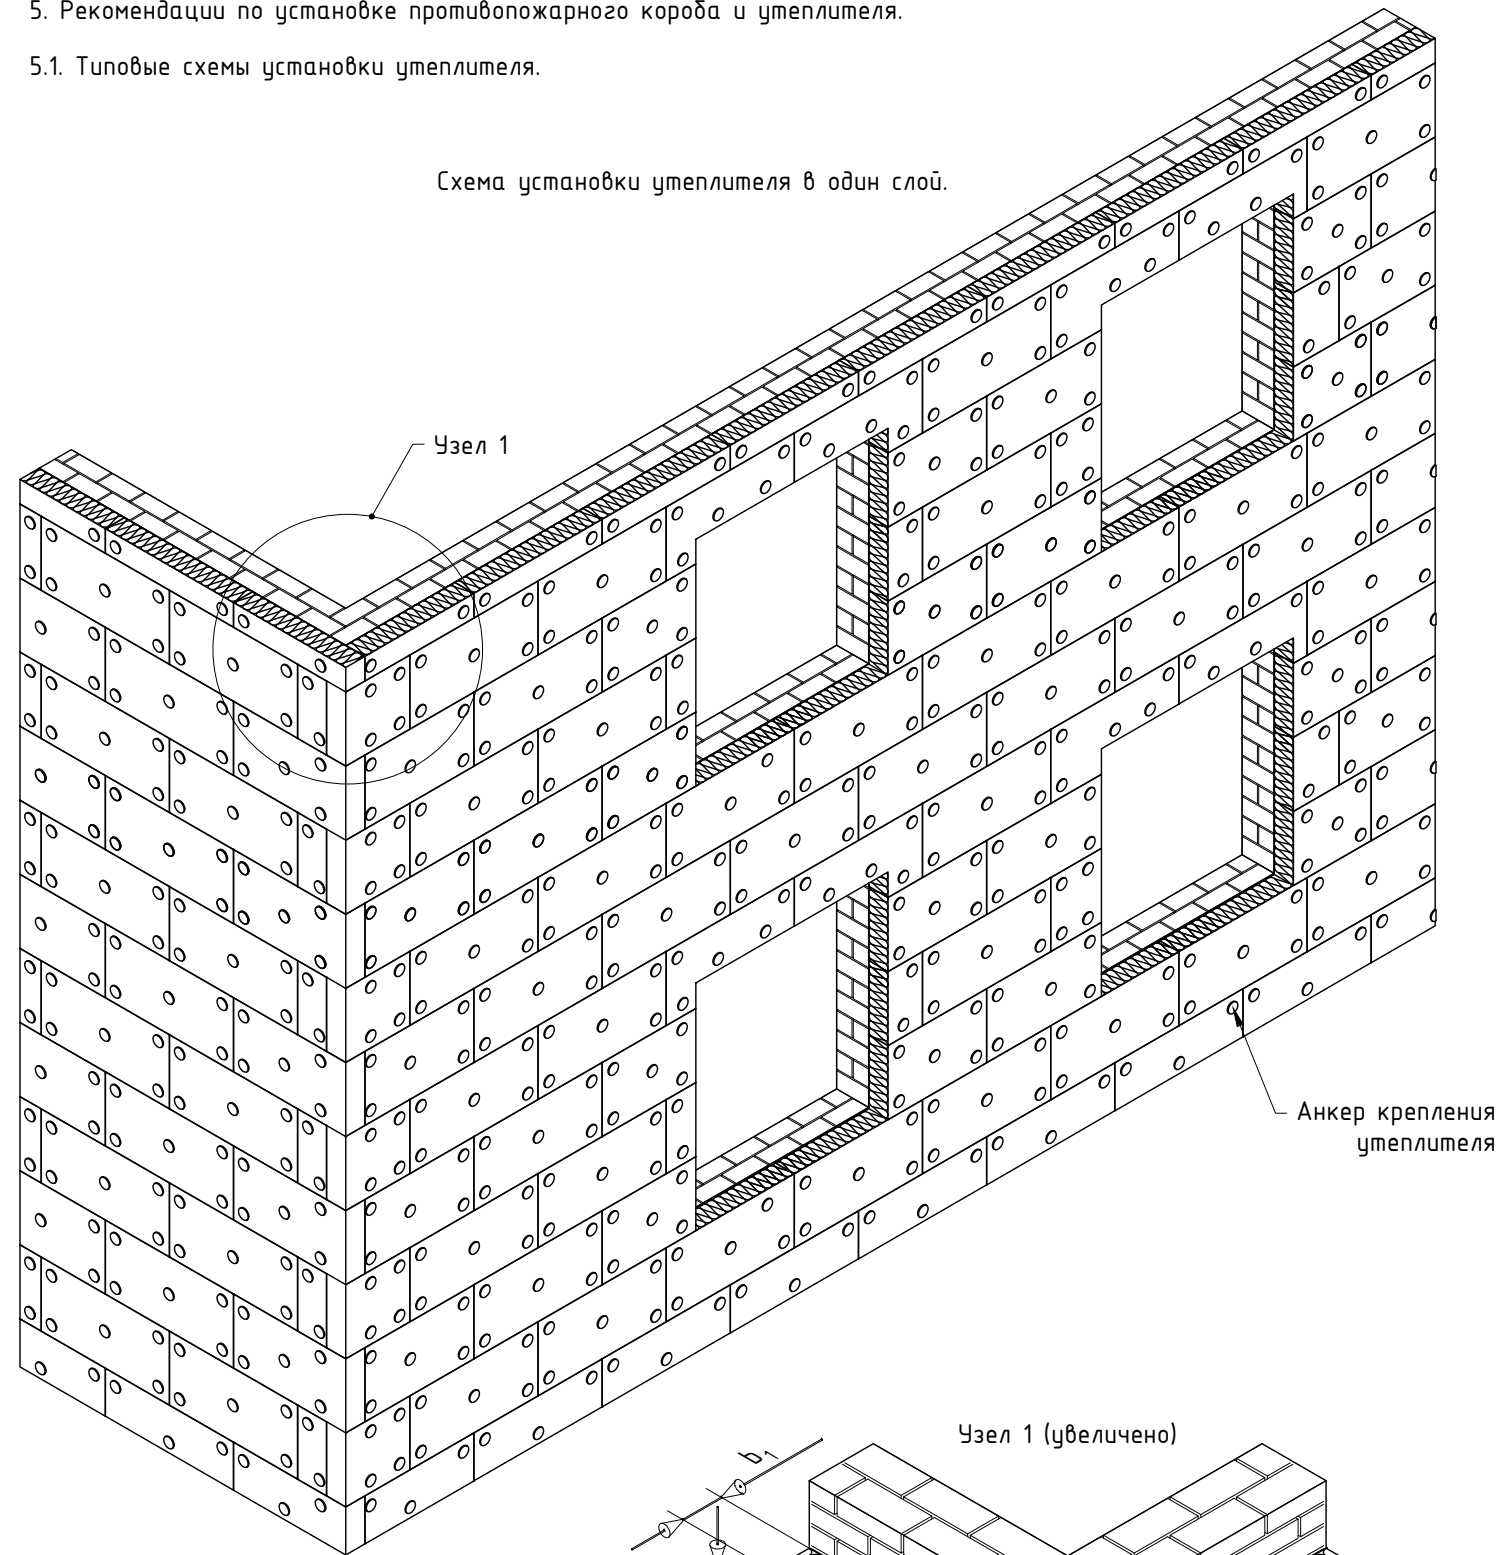 5. Рекомендации по установке противопожарного короба и утеплителя.
5.1. Типовые схемы установки утеплителя.
Схема установки утеплителя в один слой.
Узел 1
Анкер крепления
утеплителя
Узел 1 (увеличено)
b₁